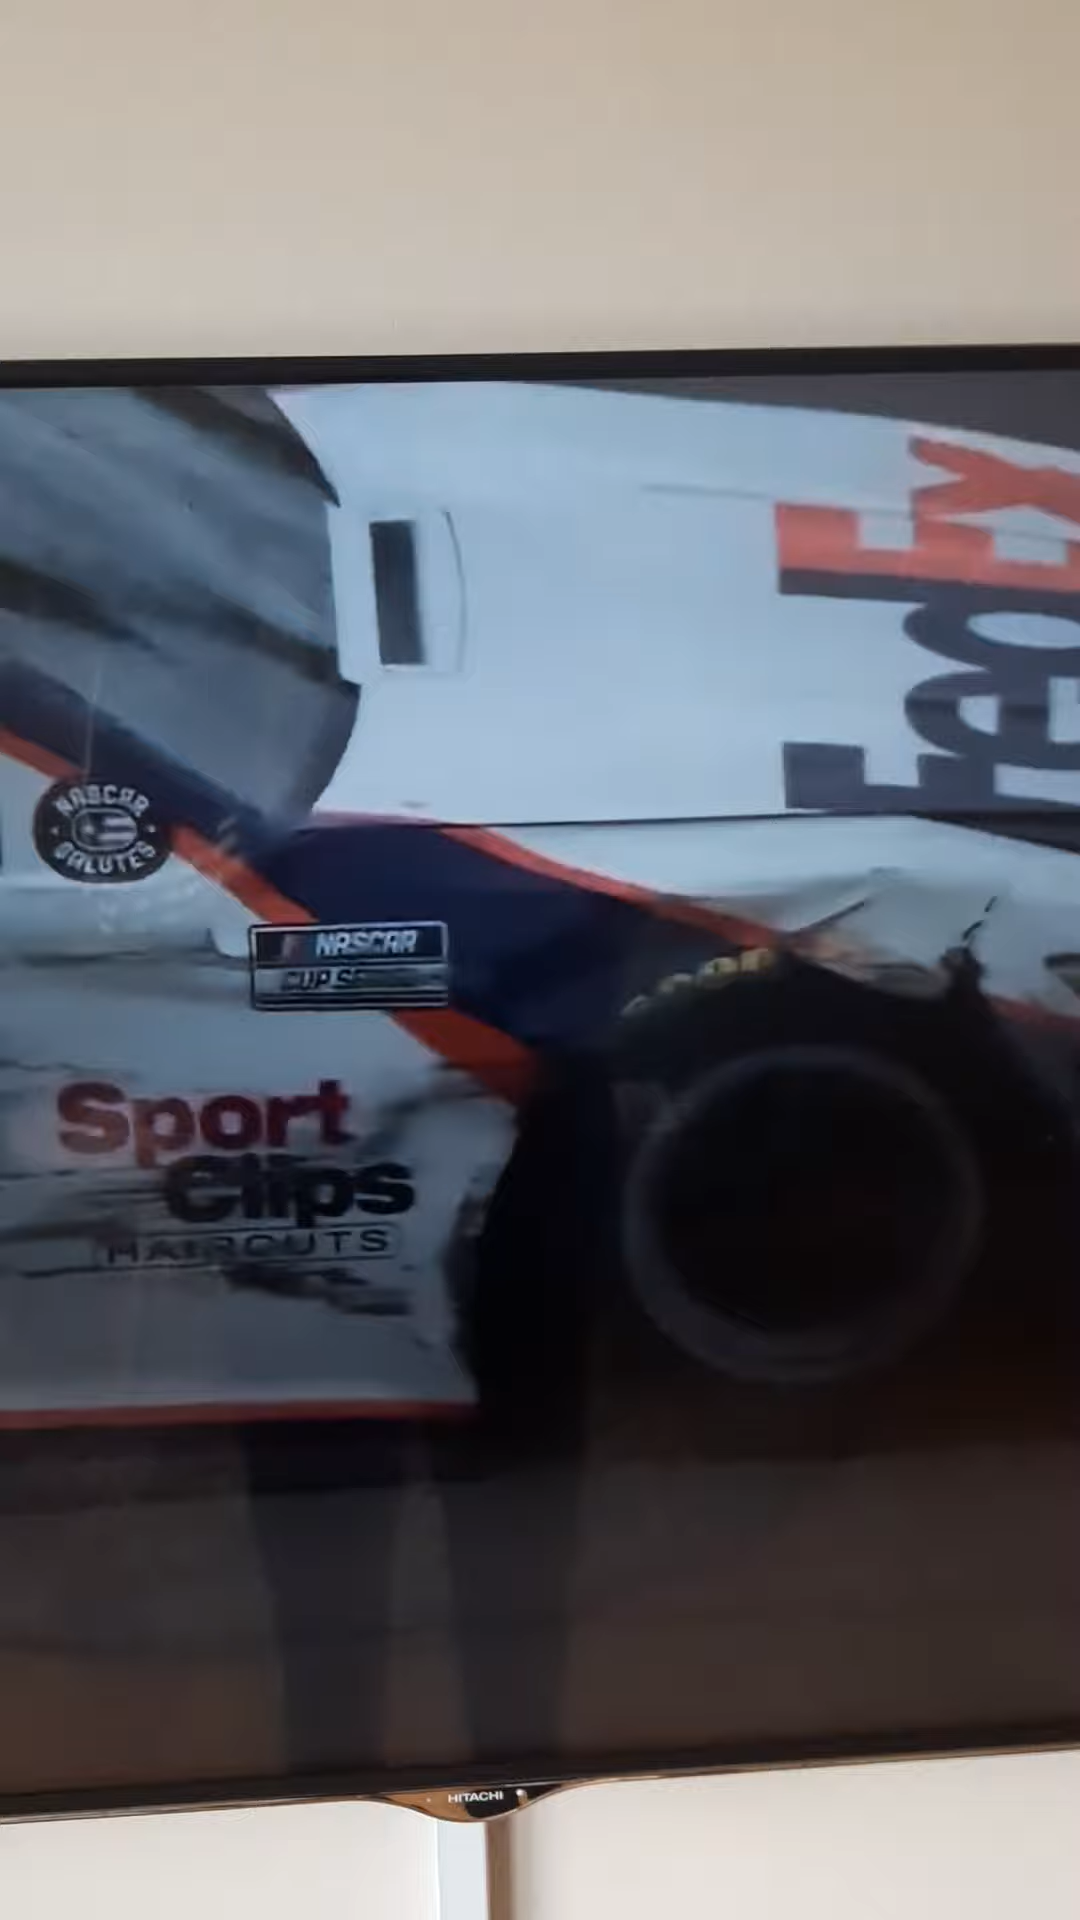 FedEx
NASCAR
SALUTES
NASCAR
CUP
Sport
Clips
HAIRCUTS
HITACHI